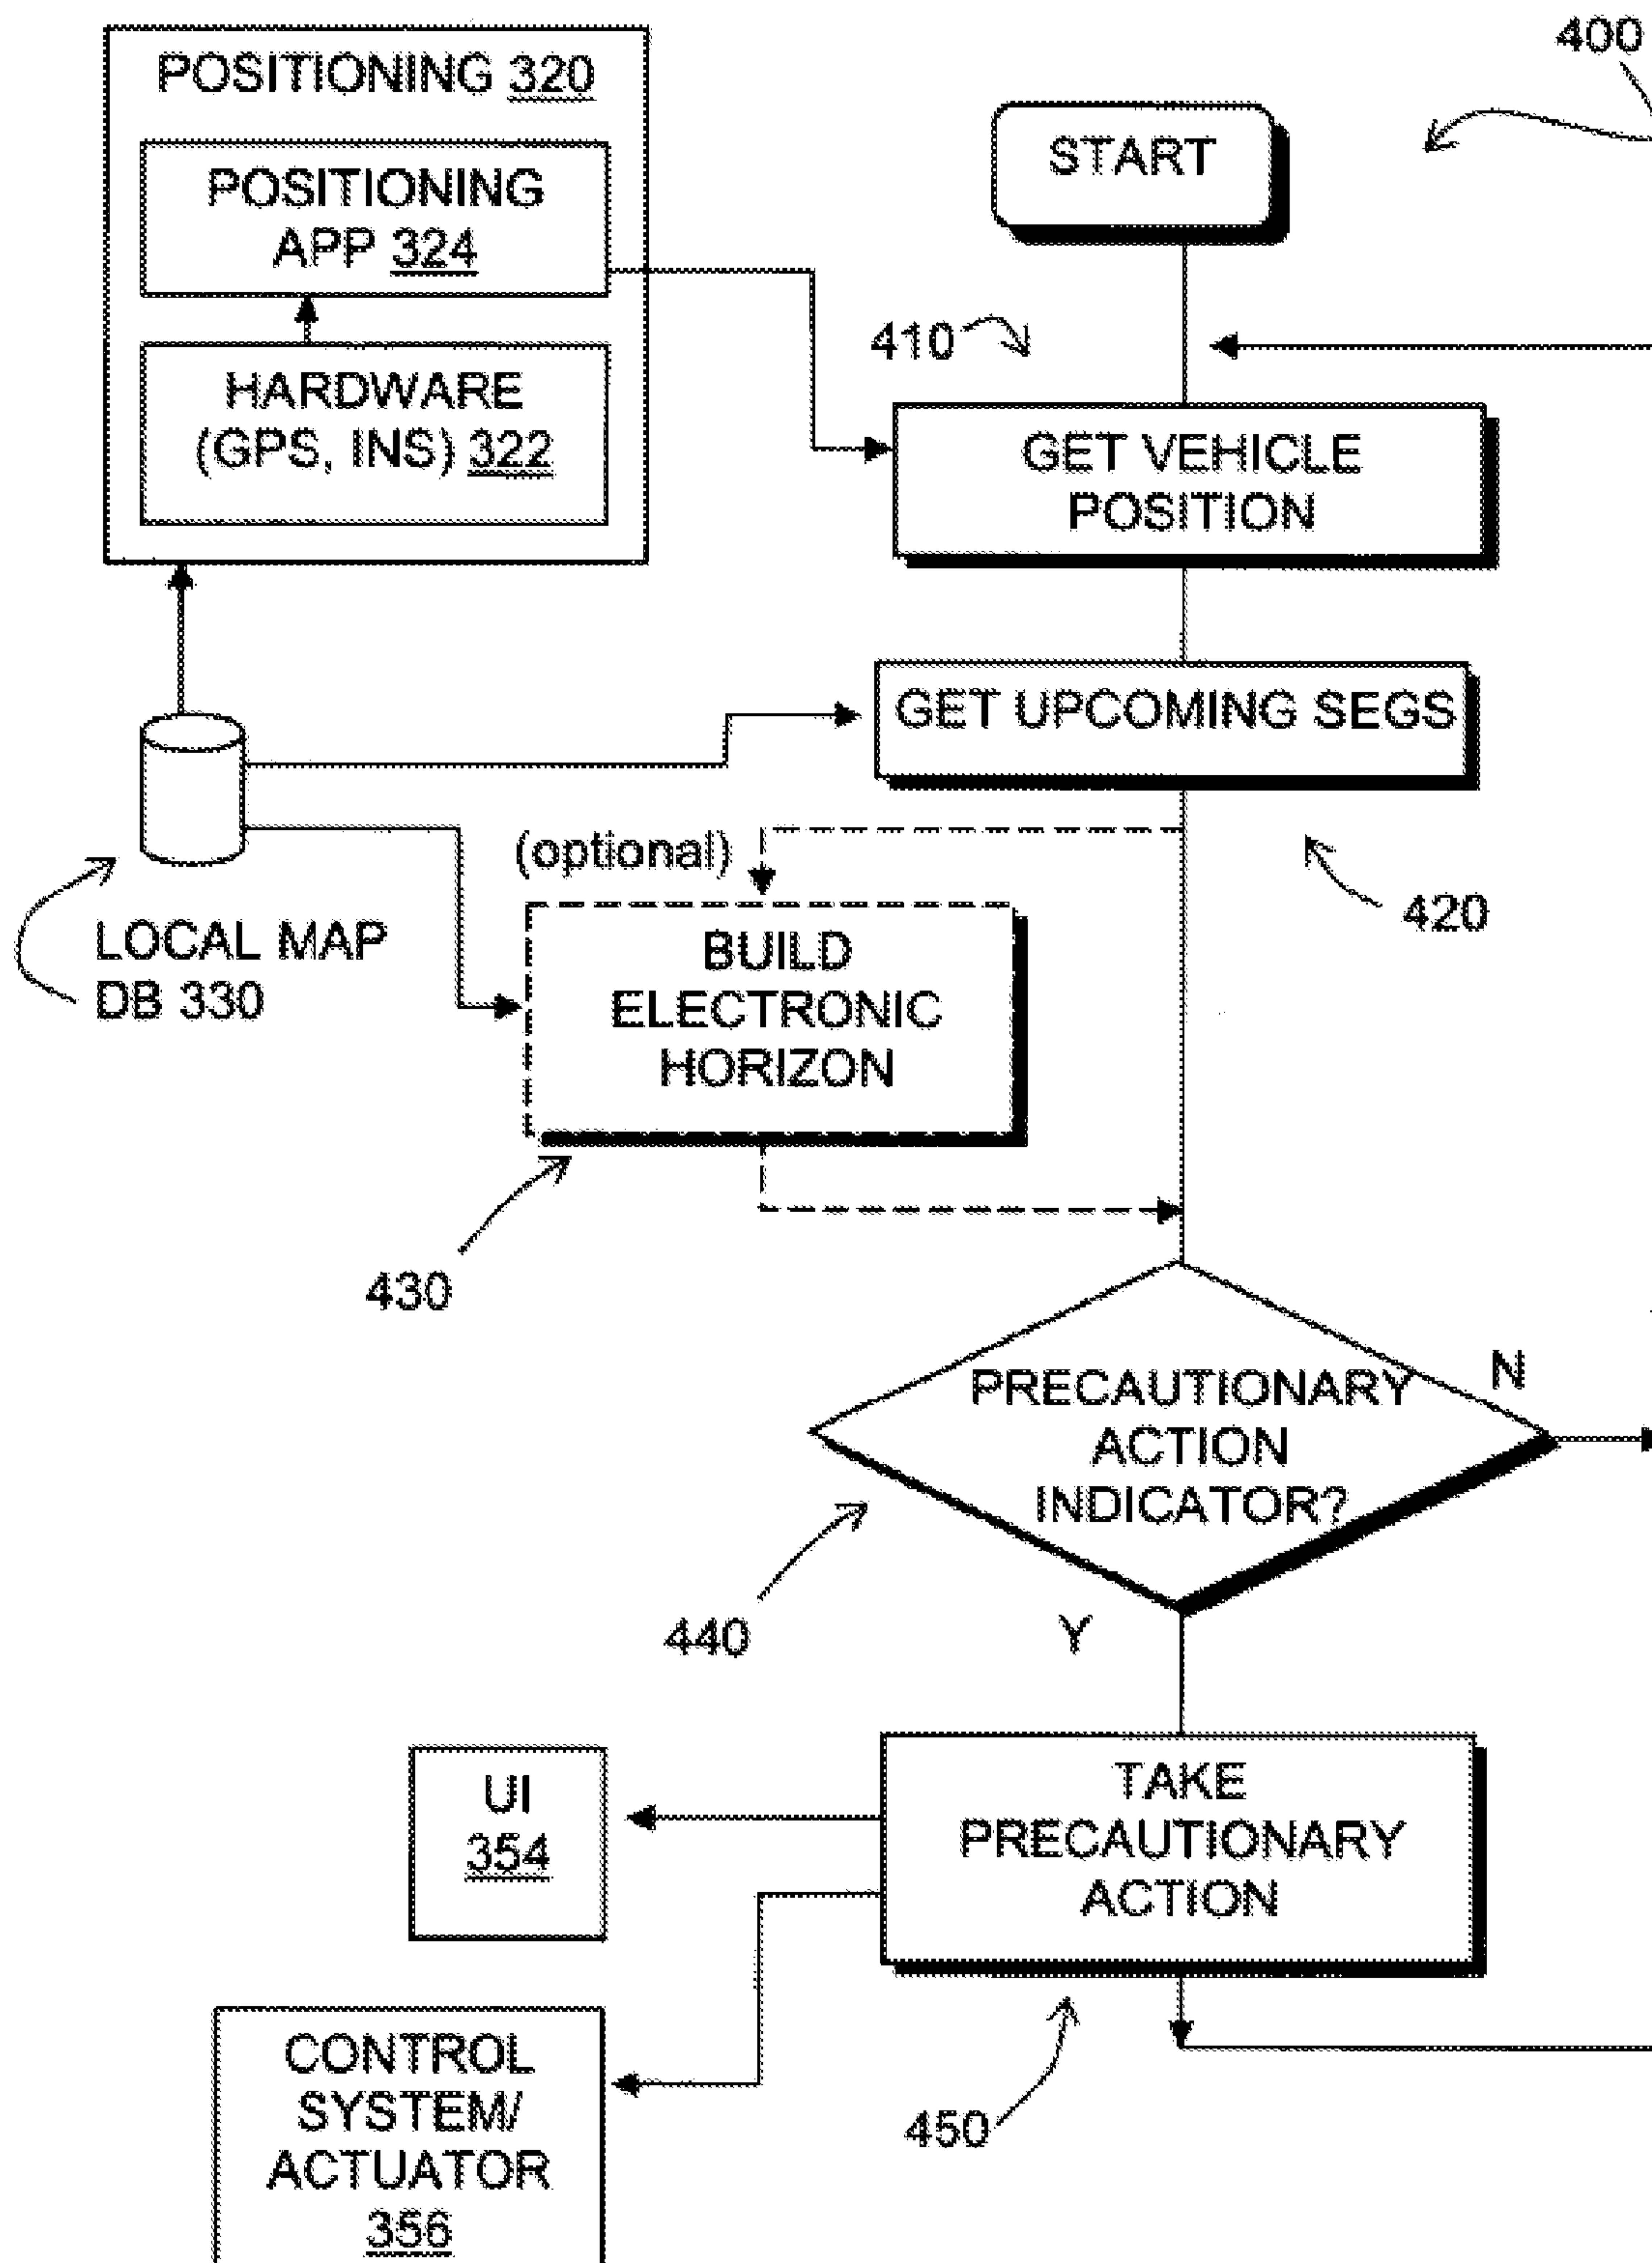 400
POSITIONING 320
POSITIONING
APP 324
HARDWARE
(GPS, INS) 322
START
410
GET VEHICLE
POSITION
GET UPCOMING SEGS
420
LOCAL MAP
DB 330
(optional)
BUILD
ELECTRONIC
HORIZON
430
PRECAUTIONARY
ACTION
INDICATOR?
N
440
Y
TAKE
PRECAUTIONARY
ACTION
450
UI
354
CONTROL
SYSTEM/
ACTUATOR
356